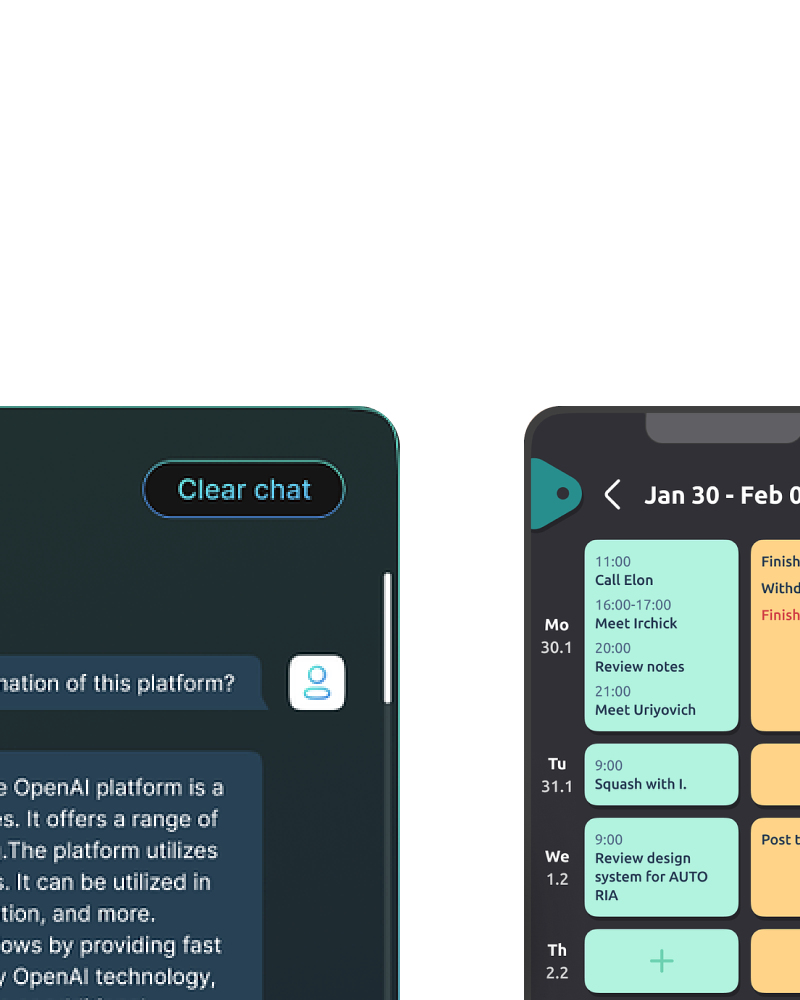 Clear chat
of this platform?
OpenAI platform is a
It offers a range of
.The platform utilizes
It can be utilized in
and more.
by providing fast
OpenAI technology,
Jan 30 - Feb 0
Mo
30.1
11:00
Call Elon
16:00-17:00
Meet Irchick
20:00
Review notes
21:00
Meet Uriyovich
Finish
Withd
Finish
Tu
31.1
9:00
Squash with I.
We
1.2
9:00
Review design
system for AUTO
RIA
Post t
Th
2.2